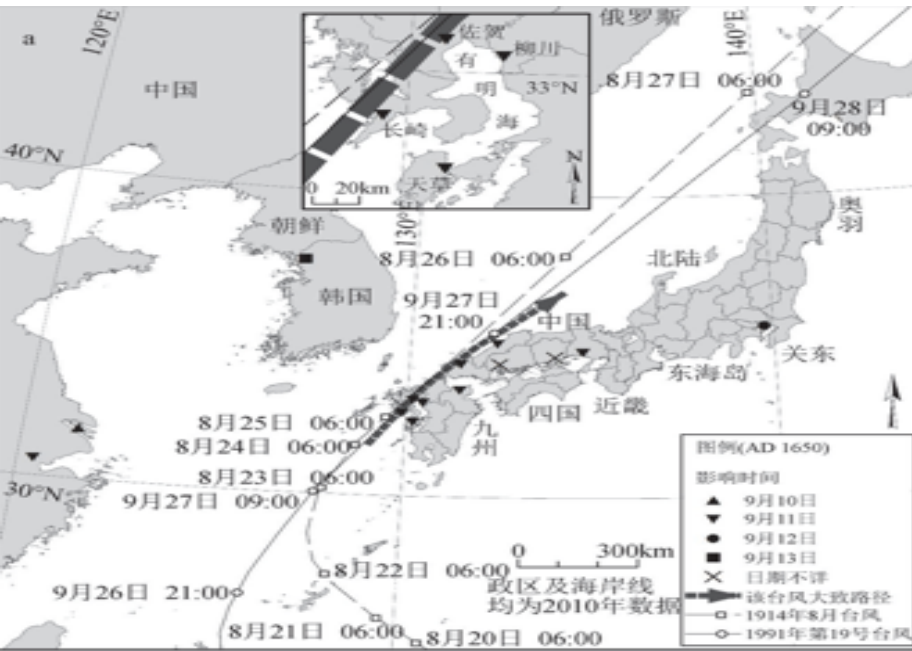 a
120°E
中国
40°N
朝鲜
韩国
30°N
俄罗斯
140°E
佐贺
柳川
有
明
海
33°N
长崎
天草
0 20km
N
130°
8月27日 06:00
9月28日
09:00
8月26日 06:00
9月27日
21:00
中国
北陆
奥羽
关东
东海岛
近畿
四国
九州
8月25日 06:00
8月24日 06:00
8月23日 06:00
9月27日 09:00
9月26日 21:00
8月22日 06:00
8月21日 06:00
8月20日 06:00
0 300km
政区及海岸线
均为2010年数据
图例(AD 1650)
影响时间
9月10日
9月11日
9月12日
9月13日
日期不详
该台风大致路径
1914年8月台风
1991年第19号台风